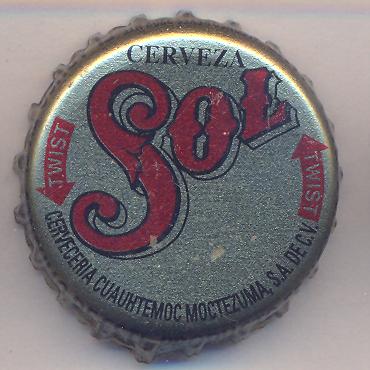 CERVEZA
SOL
TWIST
TWIST
CERVECERIA CUAUHTEMOC MOCTEZUMA, S.A. DE C.V.